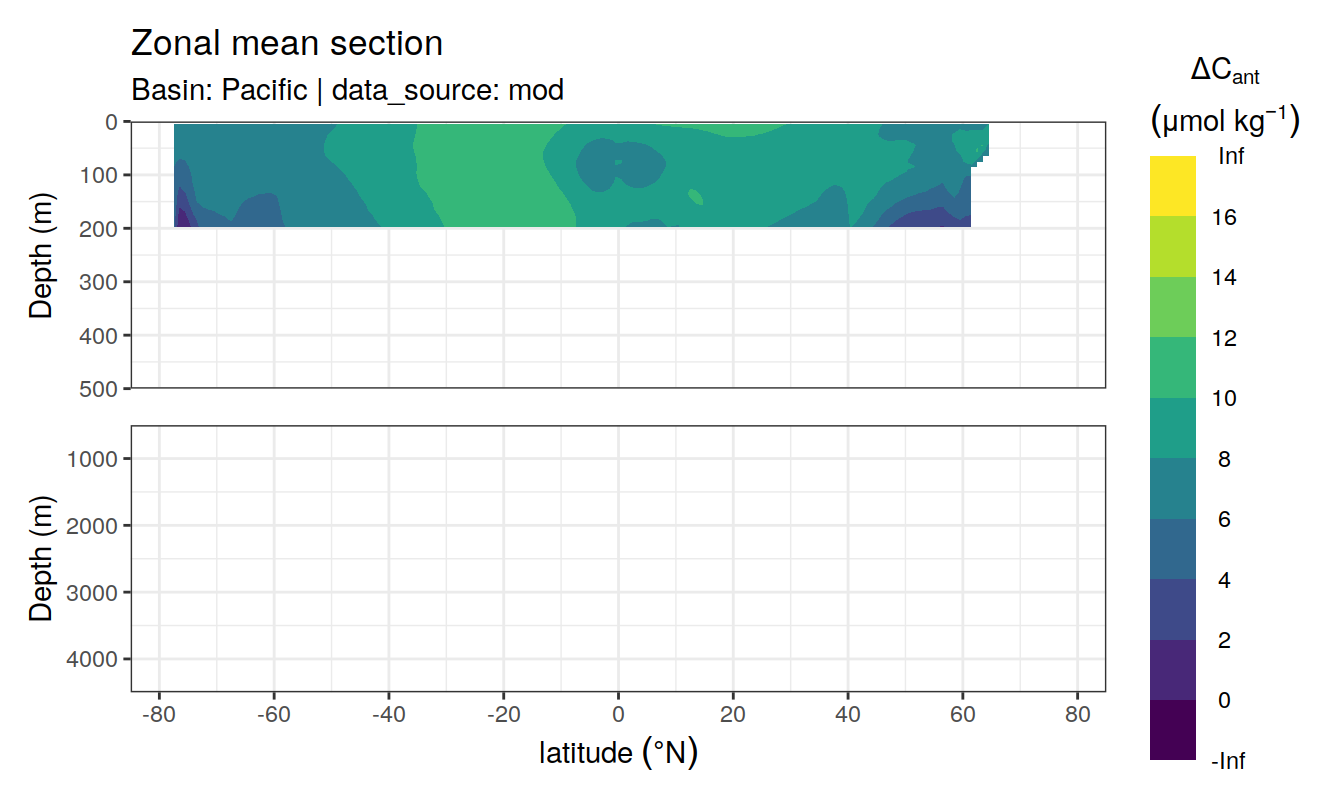 Zonal mean section
Basin: Pacific | data_source: mod
Depth (m)
0
100
200
300
400
500
Depth (m)
1000
2000
3000
4000
-80 -60 -40 -20 0 20 40 60 80
latitude (°N)
ΔCant
(μmol kg⁻¹)
Inf
16
14
12
10
8
6
4
2
0
-Inf